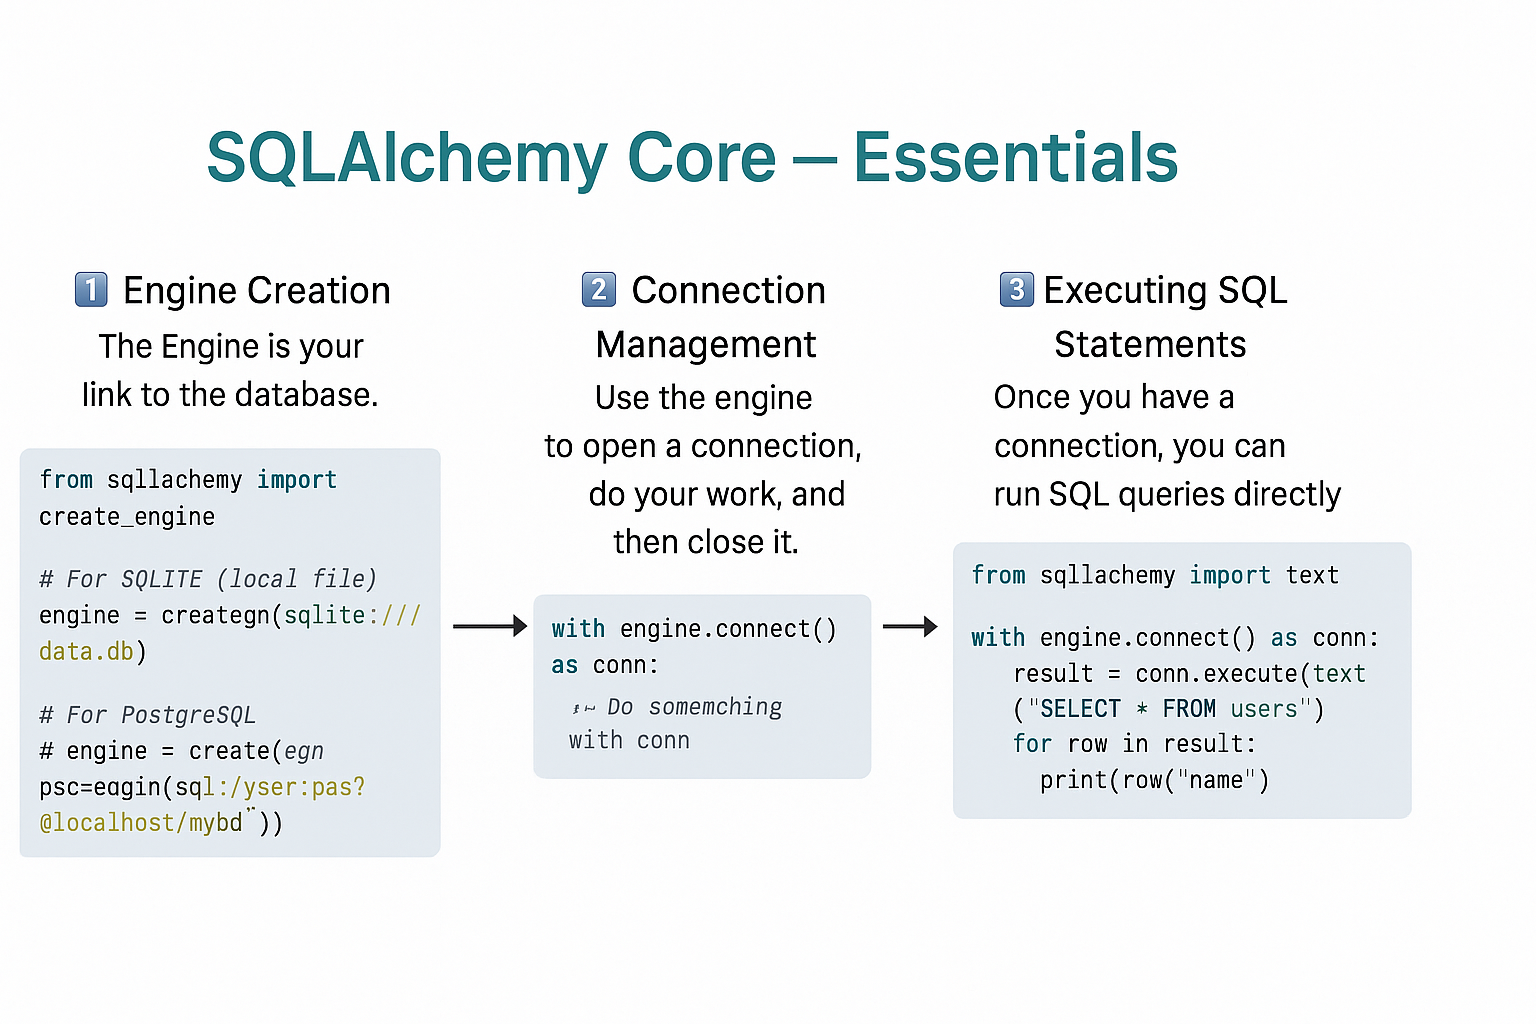 SQLAlchemy Core — Essentials
1 Engine Creation
The Engine is your
link to the database.
from sqllachemy import
create_engine
# For SQLITE (local file)
engine = creategn(sqlite:///
data.db)
# For PostgreSQL
# engine = create(egn
psc=eqgin(sql:/yser:pas?
@localhost/mybd"))
2 Connection
Management
Use the engine
to open a connection,
do your work, and
then close it.
with engine.connect()
as conn:
Do somemching
with conn
3 Executing SQL
Statements
Once you have a
connection, you can
run SQL queries directly
from sqllachemy import text
with engine.connect() as conn:
result = conn.execute(text
("SELECT * FROM users")
for row in result:
print(row("name")